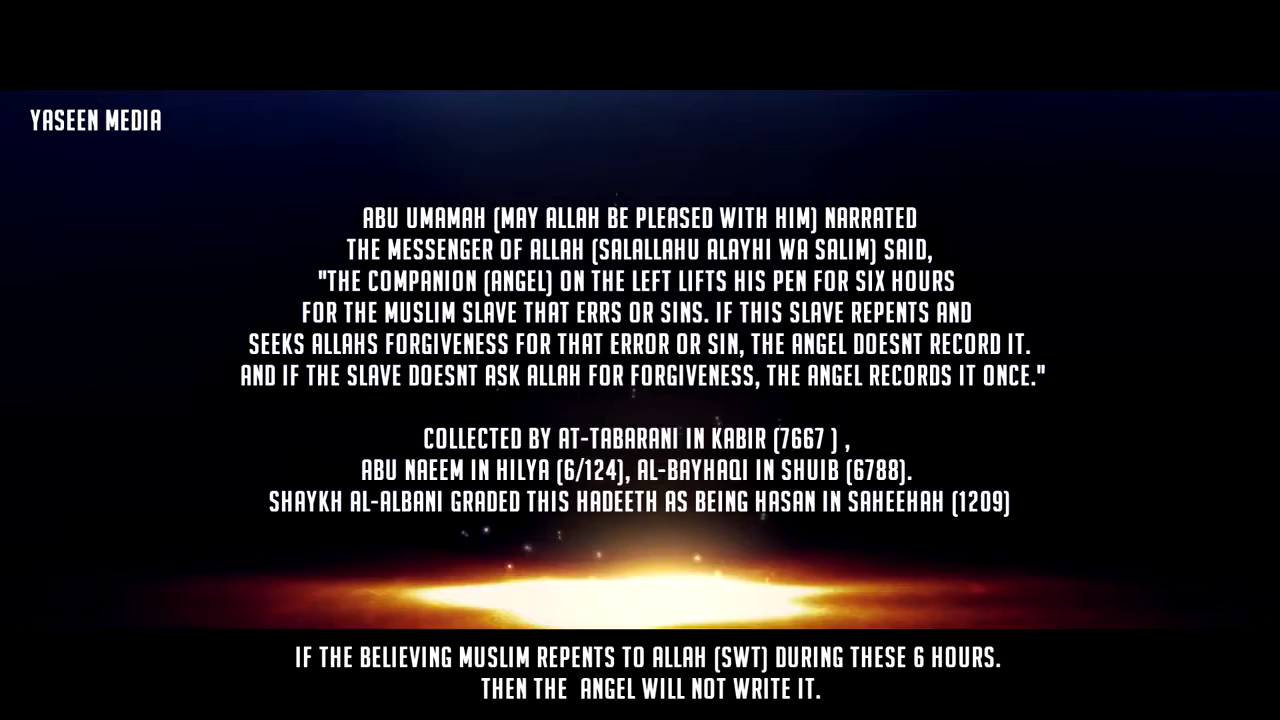 YASEEN MEDIA
ABU UMAMAH (MAY ALLAH BE PLEASED WITH HIM) NARRATED
THE MESSENGER OF ALLAH (SALALLAHU ALAYHI WA SALIM) SAID,
"THE COMPANION (ANGEL) ON THE LEFT LIFTS HIS PEN FOR SIX HOURS
FOR THE MUSLIM SLAVE THAT ERRS OR SINS. IF THIS SLAVE REPENTS AND
SEEKS ALLAHS FORGIVENESS FOR THAT ERROR OR SIN, THE ANGEL DOESNT RECORD IT.
AND IF THE SLAVE DOESNT ASK ALLAH FOR FORGIVENESS, THE ANGEL RECORDS IT ONCE."
COLLECTED BY AT-TABARANI IN KABIR (7667 ) ,
ABU NAEEM IN HILYA (6/124), AL-BAYHAQI IN SHUIB (6788).
SHAYKH AL-ALBANI GRADED THIS HADEETH AS BEING HASAN IN SAHEEHAH (1209)
IF THE BELIEVING MUSLIM REPENTS TO ALLAH (SWT) DURING THESE 6 HOURS.
THEN THE  ANGEL WILL NOT WRITE IT.